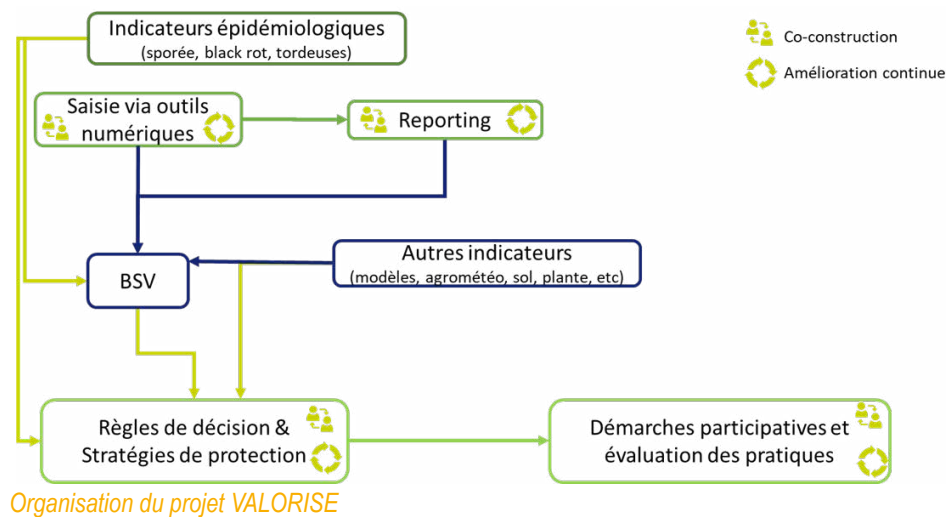 Indicateurs épidémiologiques
(sporée, black rot, tordeuses)
Co-construction
Amélioration continue
Saisie via outils
numériques
Reporting
Autres indicateurs
(modèles, agrométéo, sol, plante, etc)
BSV
Règles de décision &
Stratégies de protection
Démarches participatives et
évaluation des pratiques
Organisation du projet VALORISE